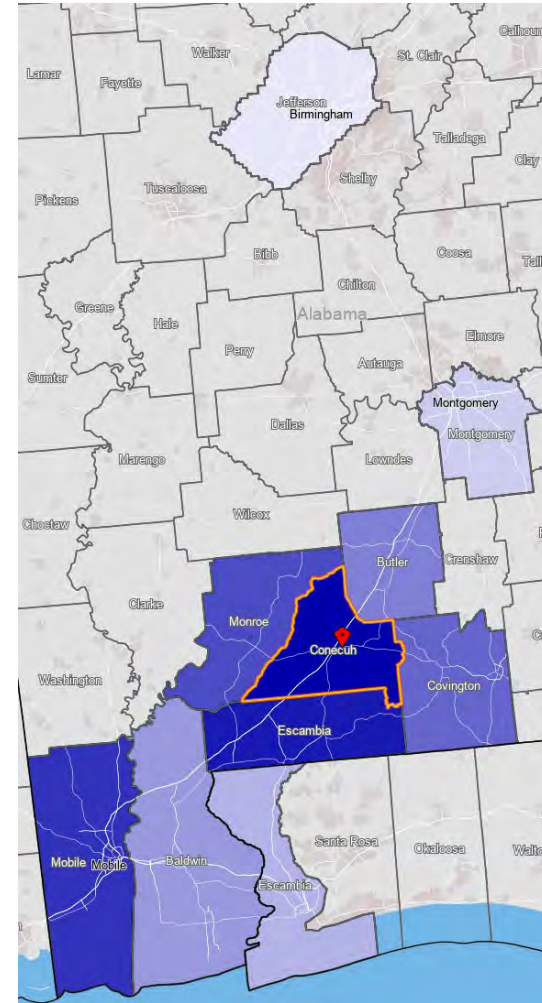 Calhoun
Walker
St. Clair
Lamar
Fayette
Jefferson
Birmingham
Talladega
Clay
Shelby
Tuscaloosa
Pickens
Coosa
Bibb
Tall
Chilton
Greene
Hale
Alabama
Perry
Elmore
Autauga
Sumter
Montgomery
Dallas
Montgomery
Marengo
Lowndes
Choctaw
Wilcox
Butler
Crenshaw
Clarke
Monroe
Conecuh
Washington
Covington
Escambia
Santa Rosa
Okaloosa
Walto
Mobile
Mobile
Baldwin
Escambia